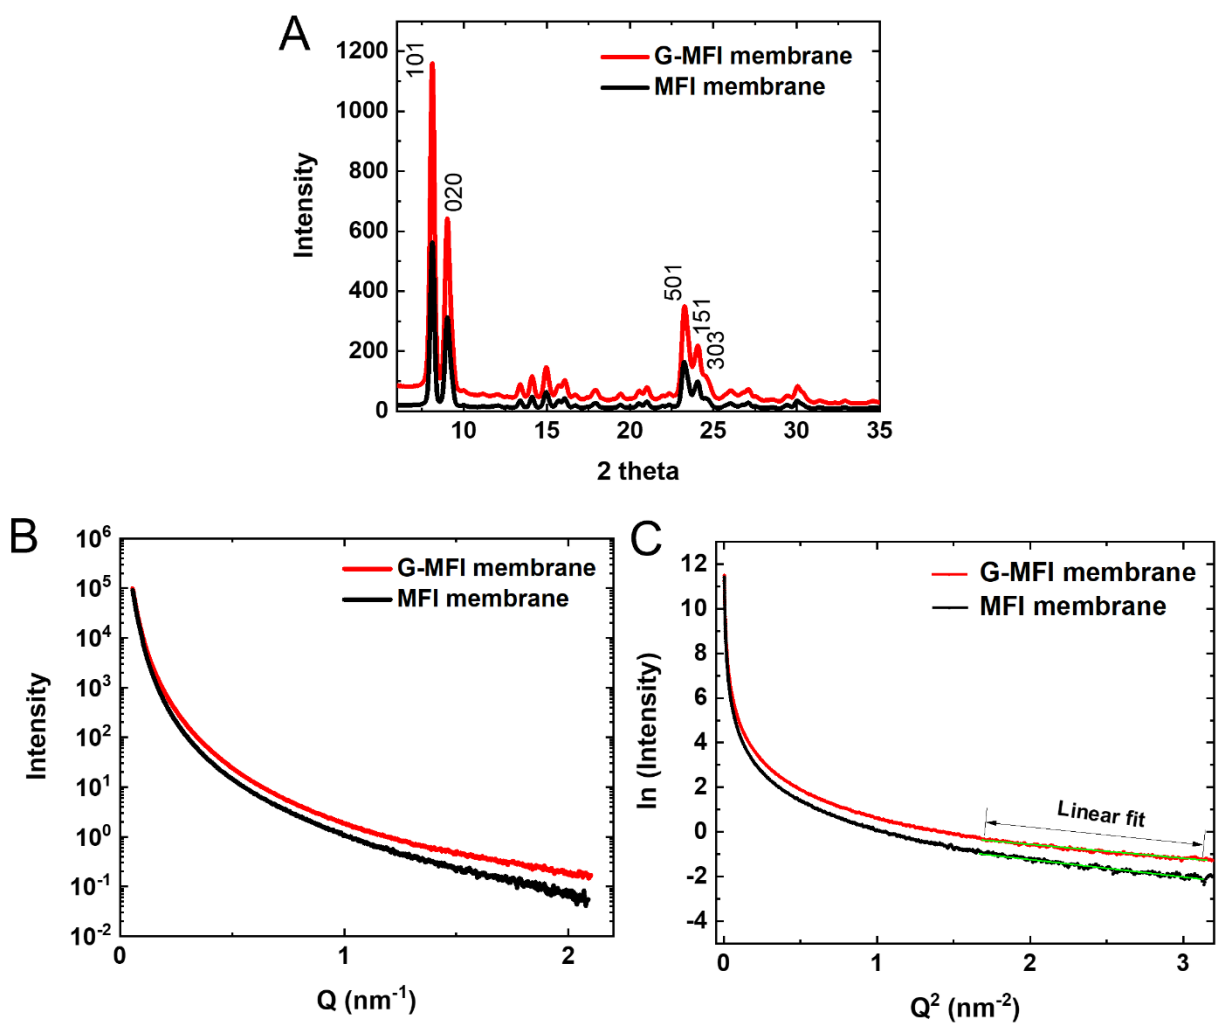 A
G-MFI membrane
MFI membrane
101
020
501
151
303
1200
1000
800
600
400
200
0
Intensity
10
15
20
25
30
35
2 theta
B
G-MFI membrane
MFI membrane
10⁶
10⁵
10⁴
10³
10²
10¹
10⁰
10⁻¹
10⁻²
Intensity
0
1
2
Q (nm⁻¹)
C
G-MFI membrane
MFI membrane
Linear fit
12
10
8
6
4
2
0
-2
-4
ln (Intensity)
0
1
2
3
Q² (nm⁻²)